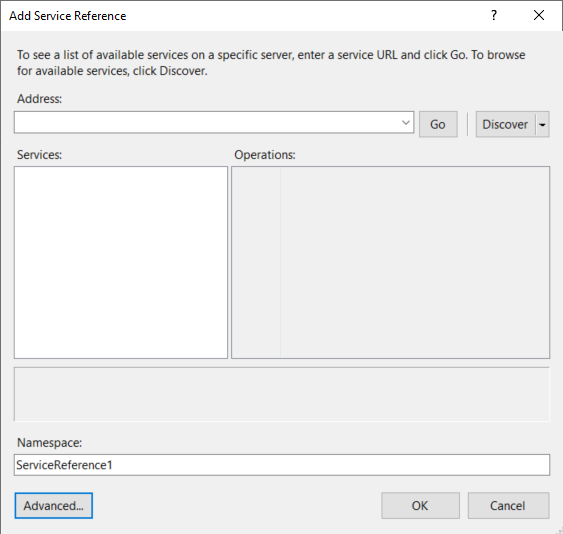 Add Service Reference
?
To see a list of available services on a specific server, enter a service URL and click Go. To browse
for available services, click Discover.
Address:
Go
Discover
Services:
Operations:
Namespace:
ServiceReference1
Advanced...
OK
Cancel